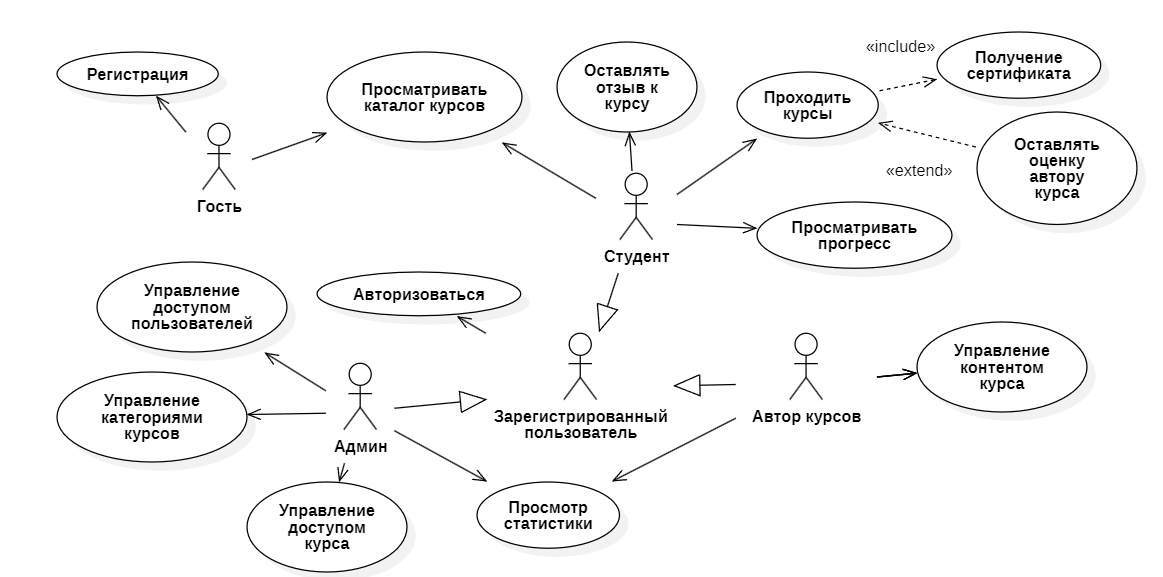 «include»
Получение
сертификата
Регистрация
Просматривать
каталог курсов
Оставлять
отзыв к
курсу
Проходить
курсы
Оставлять
оценку
автору
курса
«extend»
Гость
Просматривать
прогресс
Студент
Управление
доступом
пользователей
Авторизоваться
Управление
контентом
курса
Управление
категориями
курсов
Зарегистрированный
пользователь
Автор курсов
Админ
Управление
доступом
курса
Просмотр
статистики